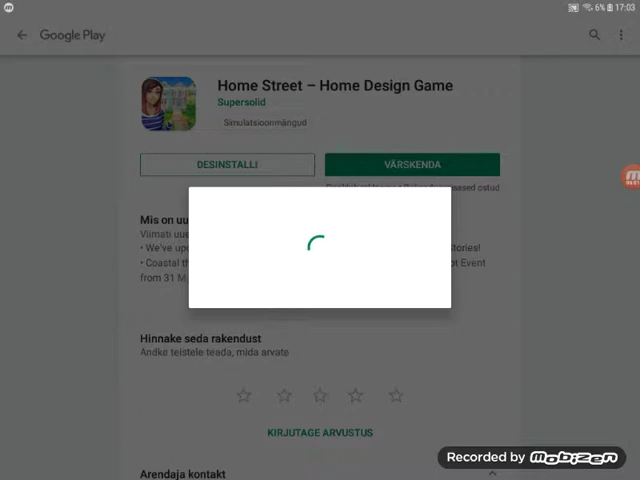 6% 17:03
Google Play
Home Street – Home Design Game
Supersolid
Simulatsioonmängud
DESINSTALLI
VÄRSKENDA
ostud
Mis on uu
Viimati uue
• We've upd
Stories!
• Coastal th
Event
from 31 M
Hinnake seda rakendust
Andke teistele teada, mida arvate
KIRJUTAGE ARVUSTUS
Recorded by Mobizen
Arendaja kontakt